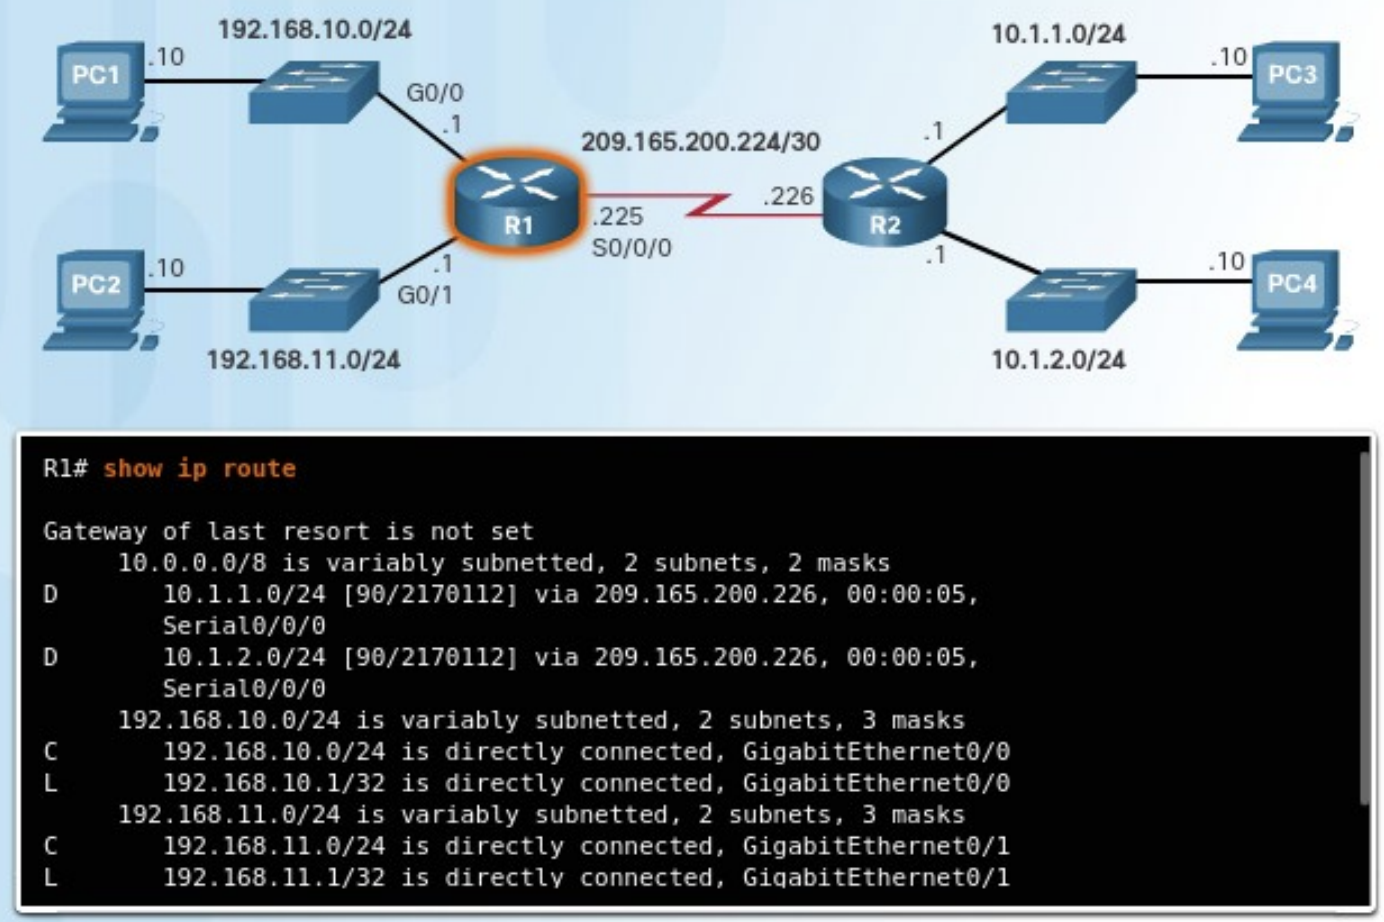 192.168.10.0/24
10.1.1.0/24
PC1
.10
G0/0
.1
209.165.200.224/30
.1
.10
PC3
R1
.225
S0/0/0
.226
R2
PC2
.10
.1
G0/1
.1
.10
PC4
192.168.11.0/24
10.1.2.0/24
R1# show ip route
Gateway of last resort is not set
10.0.0.0/8 is variably subnetted, 2 subnets, 2 masks
D 10.1.1.0/24 [90/2170112] via 209.165.200.226, 00:00:05,
Serial0/0/0
D 10.1.2.0/24 [90/2170112] via 209.165.200.226, 00:00:05,
Serial0/0/0
192.168.10.0/24 is variably subnetted, 2 subnets, 3 masks
C 192.168.10.0/24 is directly connected, GigabitEthernet0/0
L 192.168.10.1/32 is directly connected, GigabitEthernet0/0
192.168.11.0/24 is variably subnetted, 2 subnets, 3 masks
C 192.168.11.0/24 is directly connected, GigabitEthernet0/1
L 192.168.11.1/32 is directly connected, GigabitEthernet0/1